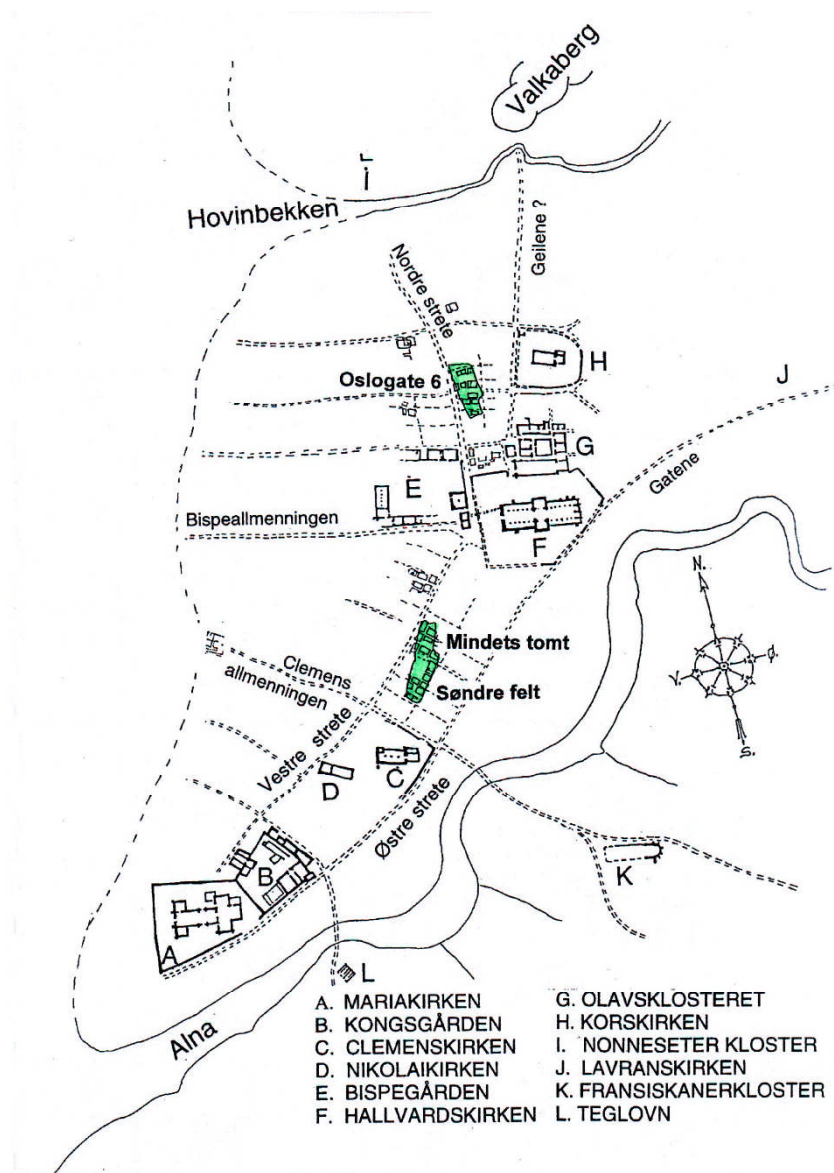 Valkaberg
I
Hovinbekken
Geilene ?
Nordre strete
H
Oslogate 6
J
G
Gatene
E
Bispeallmenningen
F
N.
Mindets tomt
Ø.
V.
Clemens
allmenningen
Søndre felt
S.
Vestre strete
C
D
Østre strete
B
K
A
L
Alna
A. MARIAKIRKEN
B. KONGSGÅRDEN
C. CLEMENSKIRKEN
D. NIKOLAIKIRKEN
E. BISPEGÅRDEN
F. HALLVARDSKIRKEN
G. OLAVSKLOSTERET
H. KORSKIRKEN
I. NONNESETER KLOSTER
J. LAVRANSKIRKEN
K. FRANSISKANERKLOSTER
L. TEGLOVN